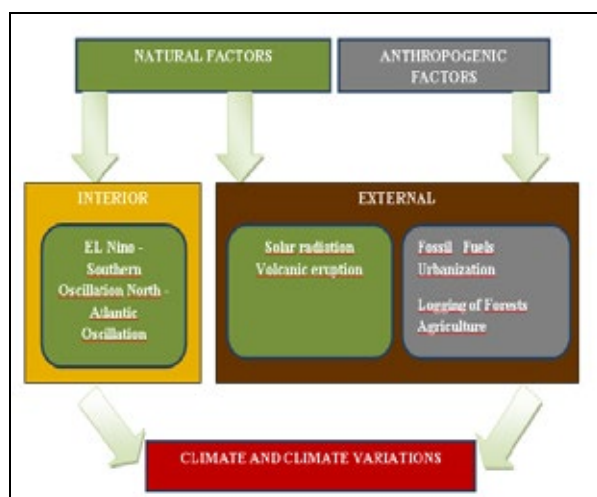 NATURAL FACTORS
ANTHROPOGENIC
FACTORS
INTERIOR
EL Nino -
Southern
Oscillation North -
Atlantic
Oscillation
EXTERNAL
Solar radiation
Volcanic eruption
Fossil Fuels
Urbanization
Logging of Forests
Agriculture
CLIMATE AND CLIMATE VARIATIONS